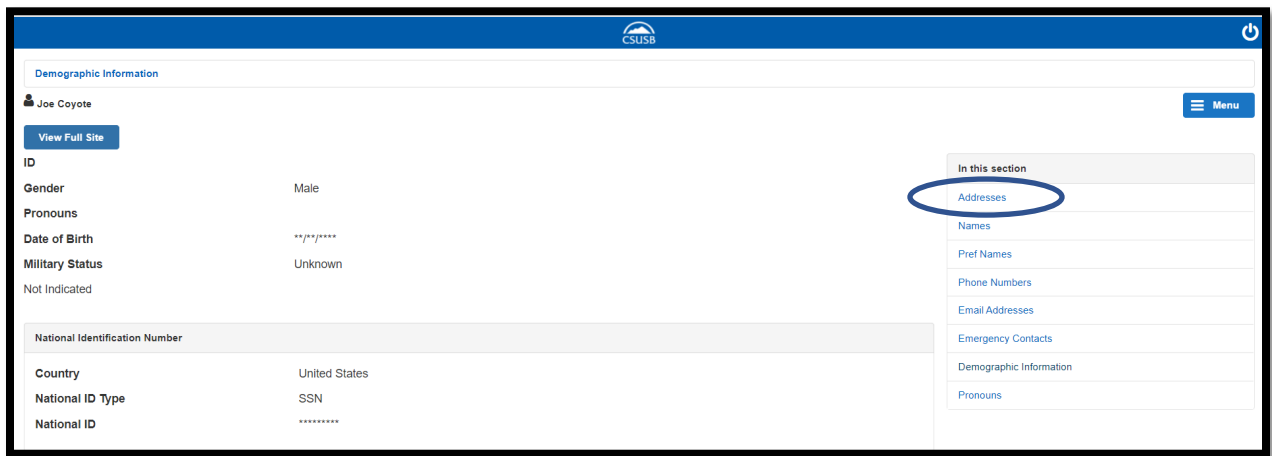 CSUSB
Demographic Information
Joe Coyote
Menu
View Full Site
ID
Gender Male
Pronouns
Date of Birth **/**/****
Military Status Unknown
Not Indicated
National Identification Number
Country United States
National ID Type SSN
National ID *********
In this section
Addresses
Names
Pref Names
Phone Numbers
Email Addresses
Emergency Contacts
Demographic Information
Pronouns